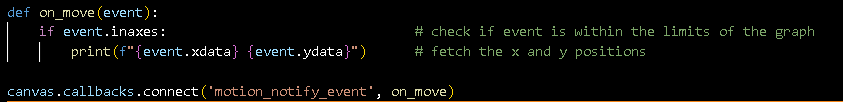 def on_move(event):
    if event.inaxes:                               # check if event is within the limits of the graph
        print(f"{event.xdata} {event.ydata}")      # fetch the x and y positions
canvas.callbacks.connect('motion_notify_event', on_move)